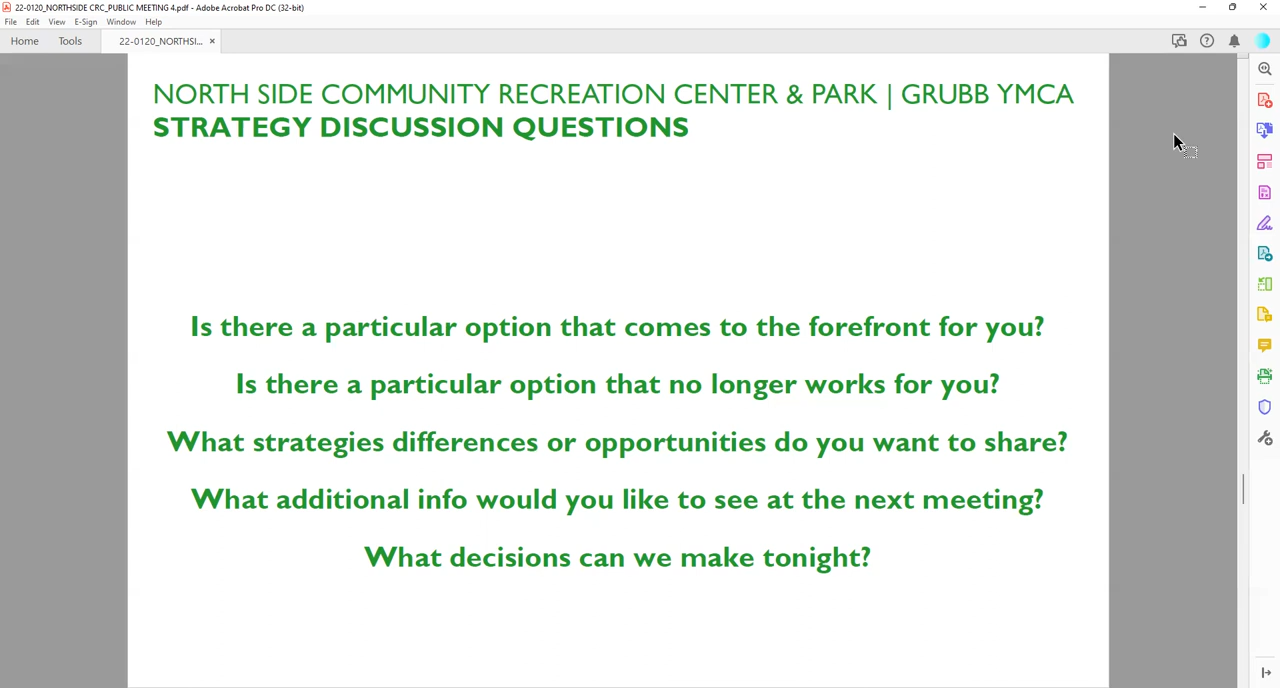 22-0120_NORTHSIDE CRC_PUBLIC MEETING 4.pdf - Adobe Acrobat Pro DC (32-bit)
File Edit View E-Sign Window Help
Home Tools 22-0120_NORTHSI... ×
NORTH SIDE COMMUNITY RECREATION CENTER & PARK | GRUBB YMCA
STRATEGY DISCUSSION QUESTIONS
Is there a particular option that comes to the forefront for you?
Is there a particular option that no longer works for you?
What strategies differences or opportunities do you want to share?
What additional info would you like to see at the next meeting?
What decisions can we make tonight?